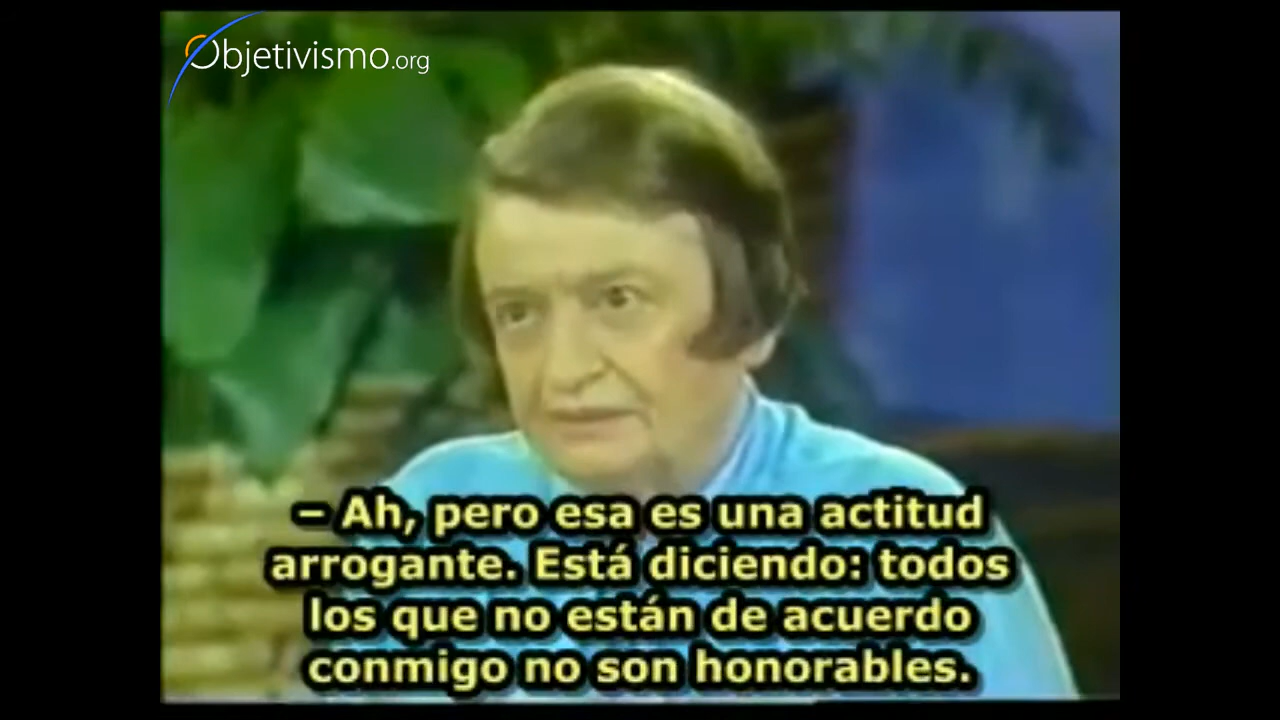 Objetivismo.org
– Ah, pero esa es una actitud
arrogante. Está diciendo: todos
los que no están de acuerdo
conmigo no son honorables.